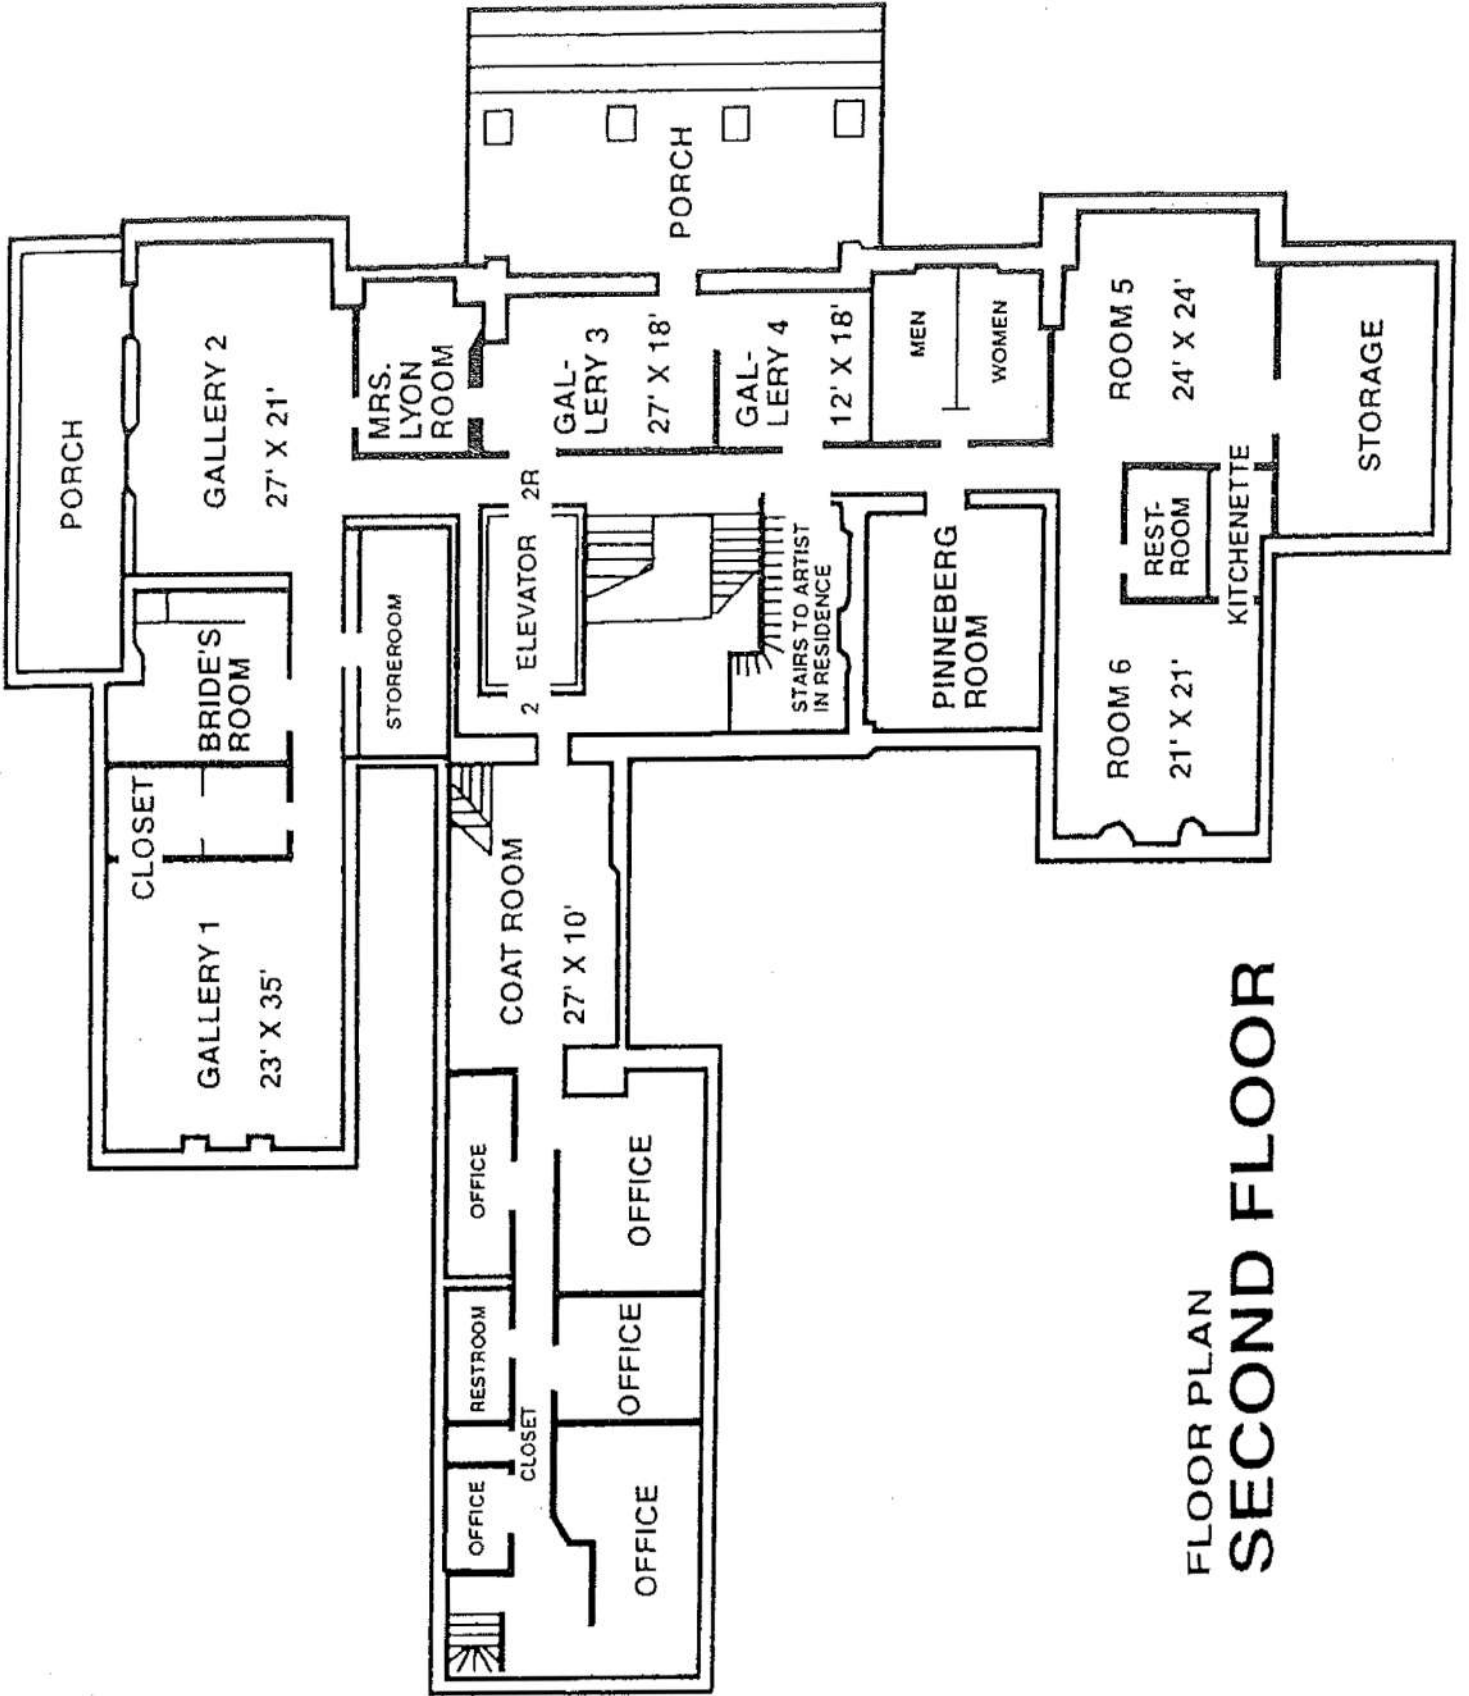 PORCH
GALLERY 2
27' X 21'
BRIDE'S
ROOM
CLOSET
GALLERY 1
23' X 35'
STOREROOM
MRS.
LYON
ROOM
PORCH
GAL-
LERY 3
27' X 18'
GAL-
LERY 4
12' X 18'
2 ELEVATOR 2R
STAIRS TO ARTIST
IN RESIDENCE
COAT ROOM
27' X 10'
OFFICE
RESTROOM
OFFICE
CLOSET
OFFICE
OFFICE
OFFICE
MEN
WOMEN
PINNEBERG
ROOM
ROOM 5
24' X 24'
REST-
ROOM
KITCHENETTE
ROOM 6
21' X 21'
STORAGE
FLOOR PLAN
SECOND FLOOR